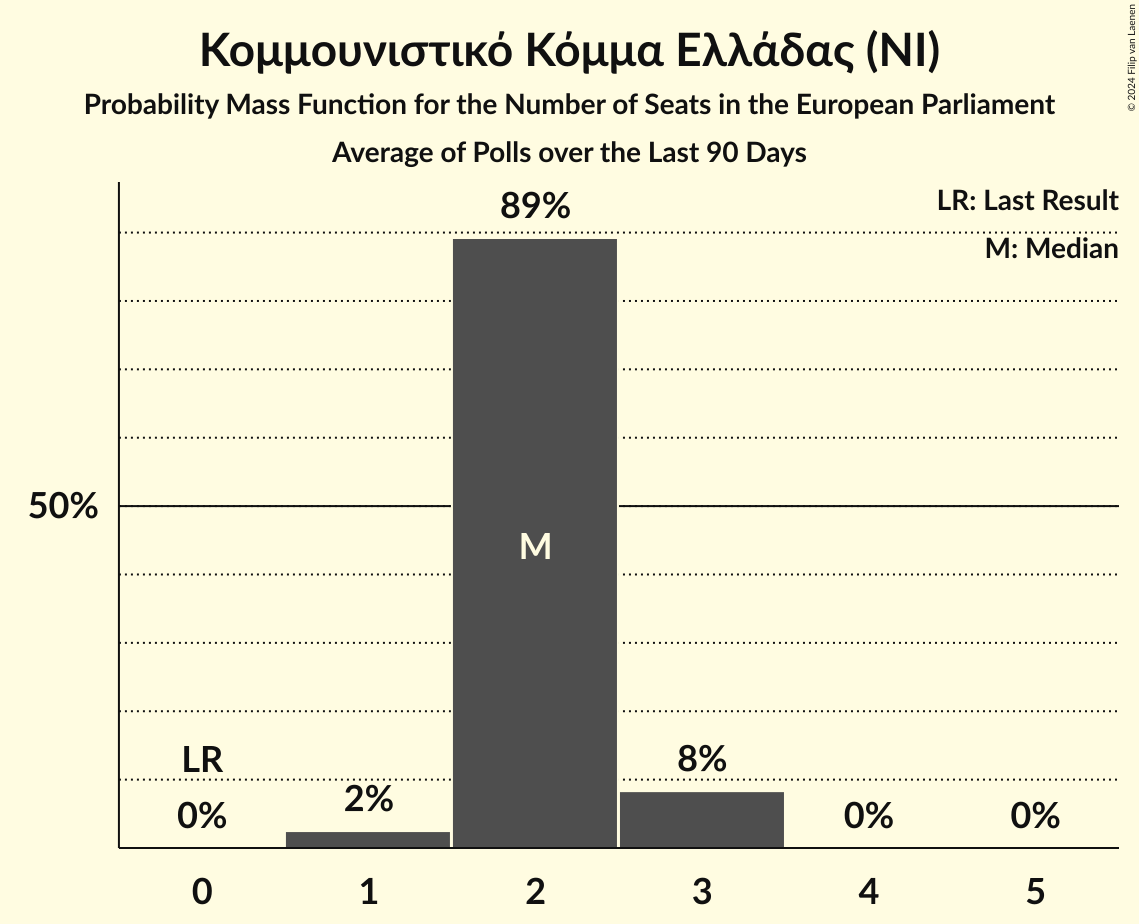 Κομμουνιστικό Κόμμα Ελλάδας (NI)
Probability Mass Function for the Number of Seats in the European Parliament
Average of Polls over the Last 90 Days
© 2024 Filip van Laenen
LR: Last Result
M: Median
89%
50%
M
LR
0%
2%
8%
0%
0%
0 1 2 3 4 5